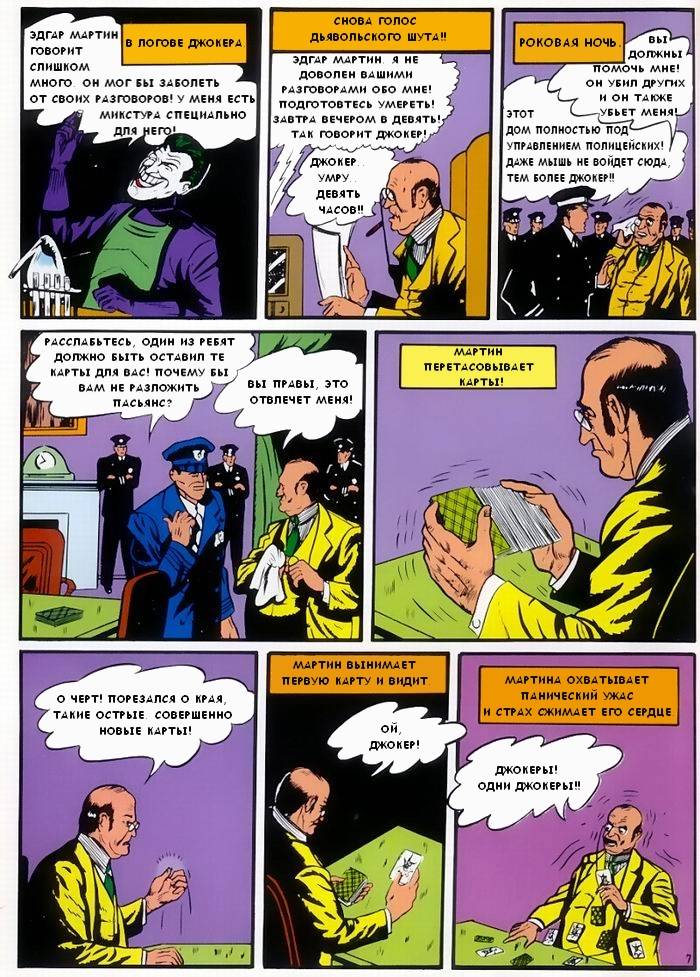 ЭДГАР МАРТИН
ГОВОРИТ
СЛИШКОМ
МНОГО. ОН МОГ БЫ ЗАБОЛЕТЬ
ОТ СВОИХ РАЗГОВОРОВ! У МЕНЯ ЕСТЬ
МИКСТУРА СПЕЦИАЛЬНО
ДЛЯ НЕГО!
В ЛОГОВЕ ДЖОКЕРА.
СНОВА ГОЛОС
ДЬЯВОЛЬСКОГО ШУТА!!
ЭДГАР МАРТИН. Я НЕ
ДОВОЛЕН ВАШИМИ
РАЗГОВОРАМИ ОБО МНЕ!
ПОДГОТОВТЕСЬ УМЕРЕТЬ!
ЗАВТРА ВЕЧЕРОМ В ДЕВЯТЬ!
ТАК ГОВОРИТ ДЖОКЕР!
ДЖОКЕР..
УМРУ..
ДЕВЯТЬ
ЧАСОВ!!
РОКОВАЯ НОЧЬ.
ВЫ
ДОЛЖНЫ
ПОМОЧЬ МНЕ!
ОН УБИЛ ДРУГИХ
И ОН ТАКЖЕ
УБЬЕТ МЕНЯ!
ЭТОТ
ДОМ ПОЛНОСТЬЮ ПОД
УПРАВЛЕНИЕМ ПОЛИЦЕЙСКИХ!
ДАЖЕ МЫШЬ НЕ ВОЙДЕТ СЮДА,
ТЕМ БОЛЕЕ ДЖОКЕР!!
РАССЛАБЬТЕСЬ, ОДИН ИЗ РЕБЯТ
ДОЛЖНО БЫТЬ ОСТАВИЛ ТЕ
КАРТЫ ДЛЯ ВАС! ПОЧЕМУ БЫ
ВАМ НЕ РАЗЛОЖИТЬ
ПАСЬЯНС?
ВЫ ПРАВЫ, ЭТО
ОТВЛЕЧЕТ МЕНЯ!
МАРТИН
ПЕРЕТАСОВЫВАЕТ
КАРТЫ!
О ЧЕРТ! ПОРЕЗАЛСЯ О КРАЯ,
ТАКИЕ ОСТРЫЕ. СОВЕРШЕННО
НОВЫЕ КАРТЫ!
МАРТИН ВЫНИМАЕТ
ПЕРВУЮ КАРТУ И ВИДИТ.
ОЙ,
ДЖОКЕР!
МАРТИНА ОХВАТЫВАЕТ
ПАНИЧЕСКИЙ УЖАС
И СТРАХ СЖИМАЕТ ЕГО СЕРДЦЕ
ДЖОКЕРЫ!
ОДНИ ДЖОКЕРЫ!!
7